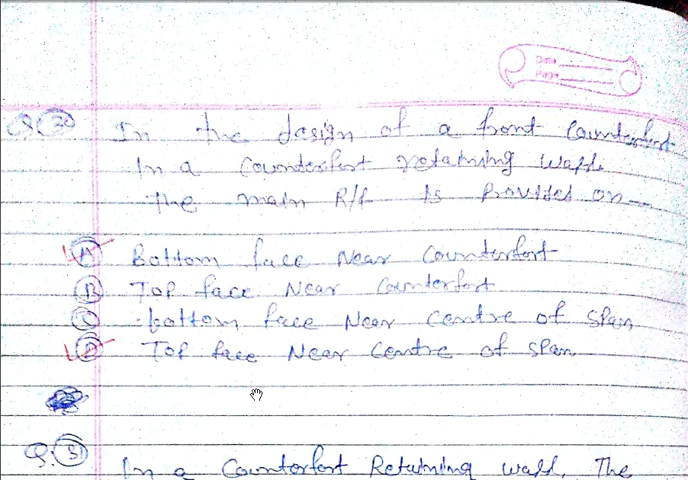 Date
Page
Q. 30 In the design of a front Counterfort
In a Counterfort retaining wall.
The main R/f is Provided on—
A Bottom face Near Counterfort
B Top face Near Counterfort
C bottom face Near Centre of span
D Top face Near Centre of span.
Q. 31 In a Counterfort Retaining wall, The